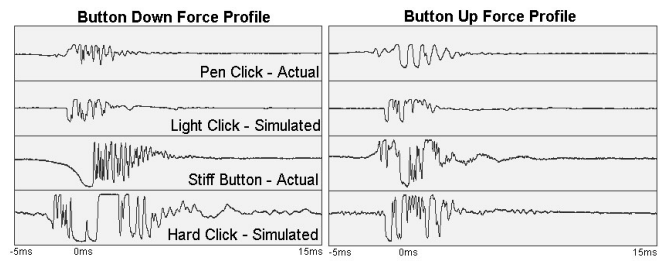 Button Down Force Profile
Button Up Force Profile
Pen Click - Actual
Light Click - Simulated
Stiff Button - Actual
Hard Click - Simulated
-5ms 0ms 15ms
-5ms 0ms 15ms